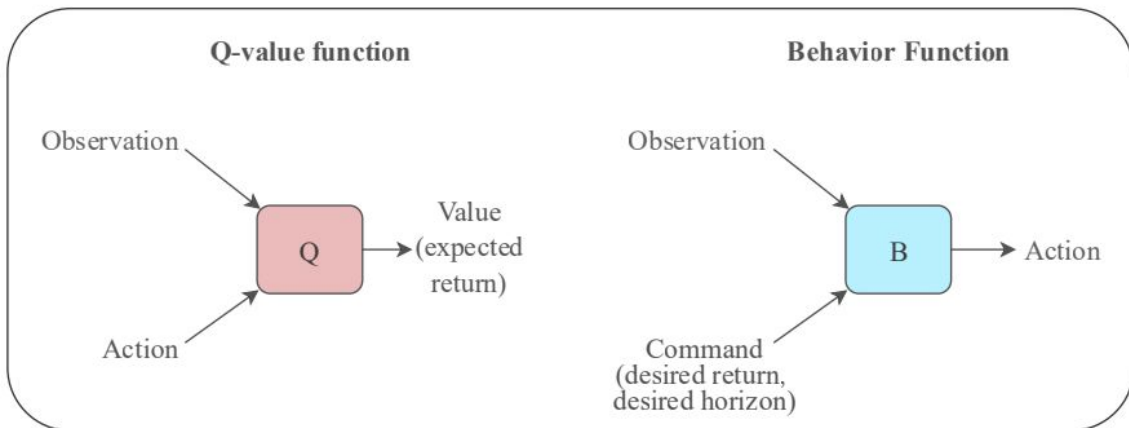 Q-value function
Observation
Q
Value
(expected
return)
Action
Behavior Function
Observation
B
Action
Command
(desired return,
desired horizon)